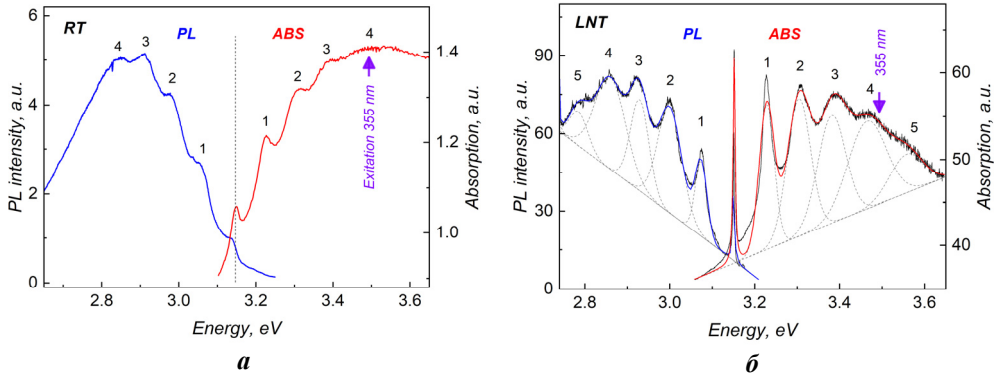 RT
PL
ABS
4
3
2
1
1
2
3
4
Exitation 355 nm
PL intensity, a.u.
0
2
4
6
Absorption, a.u.
1.0
1.2
1.4
2.8
3.0
3.2
3.4
3.6
Energy, eV
а
LNT
PL
ABS
5
4
3
2
1
1
2
3
4
5
355 nm
PL intensity, a.u.
0
30
60
90
Absorption, a.u.
40
50
60
2.8
3.0
3.2
3.4
3.6
Energy, eV
б